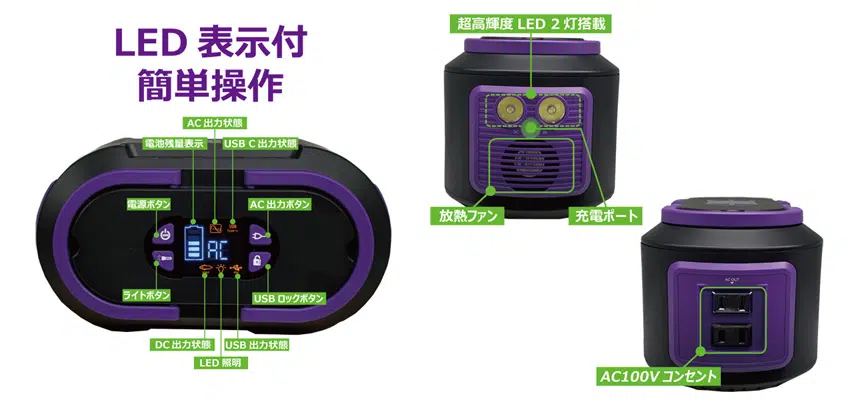 LED 表示付
簡単操作
AC 出力状態
電池残量表示
USB C 出力状態
電源ボタン
AC 出力ボタン
AC
ライトボタン
USB ロックボタン
DC 出力状態
USB 出力状態
LED 照明
超高輝度 LED 2 灯搭載
放熱ファン
充電ポート
AC OUT
AC100V コンセント